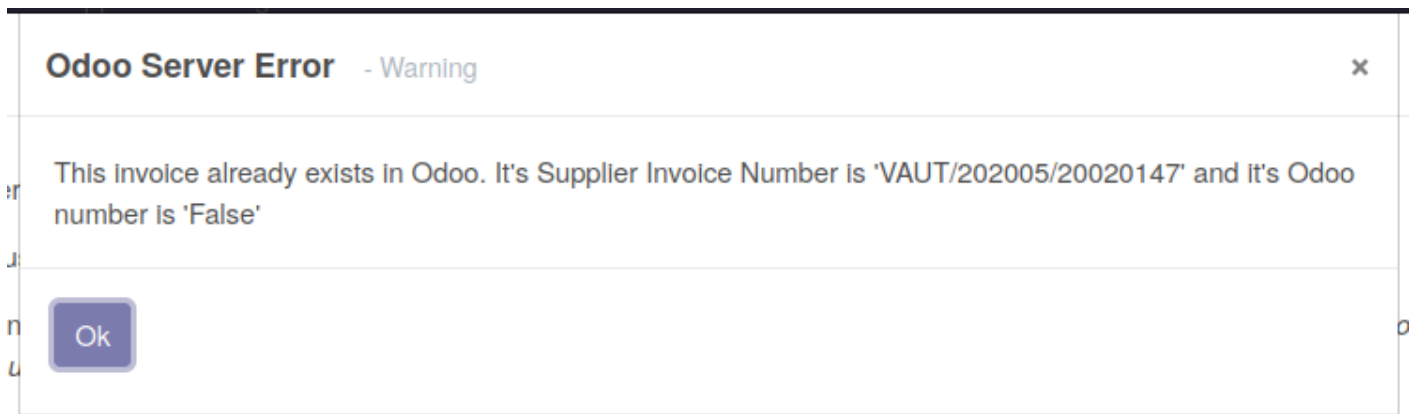 Odoo Server Error - Warning ×
This invoice already exists in Odoo. It's Supplier Invoice Number is 'VAUT/202005/20020147' and it's Odoo
number is 'False'
Ok